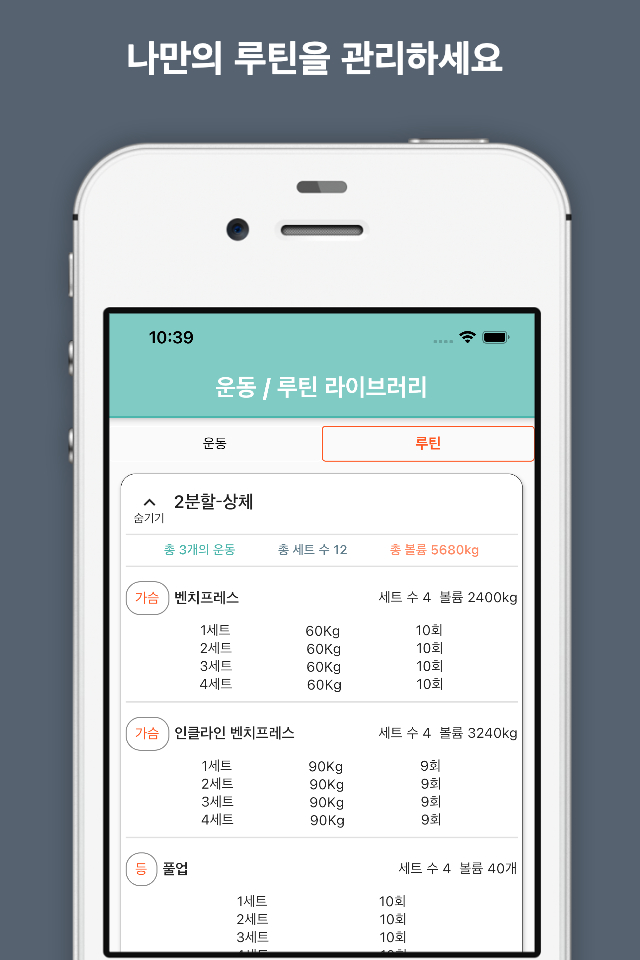 나만의 루틴을 관리하세요
10:39
운동 / 루틴 라이브러리
운동 루틴
2분할-상체
숨기기
총 3개의 운동 총 세트 수 12 총 볼륨 5680kg
가슴 벤치프레스 세트 수 4 볼륨 2400kg
1세트 60Kg 10회
2세트 60Kg 10회
3세트 60Kg 10회
4세트 60Kg 10회
가슴 인클라인 벤치프레스 세트 수 4 볼륨 3240kg
1세트 90Kg 9회
2세트 90Kg 9회
3세트 90Kg 9회
4세트 90Kg 9회
등 풀업 세트 수 4 볼륨 40개
1세트 10회
2세트 10회
3세트 10회